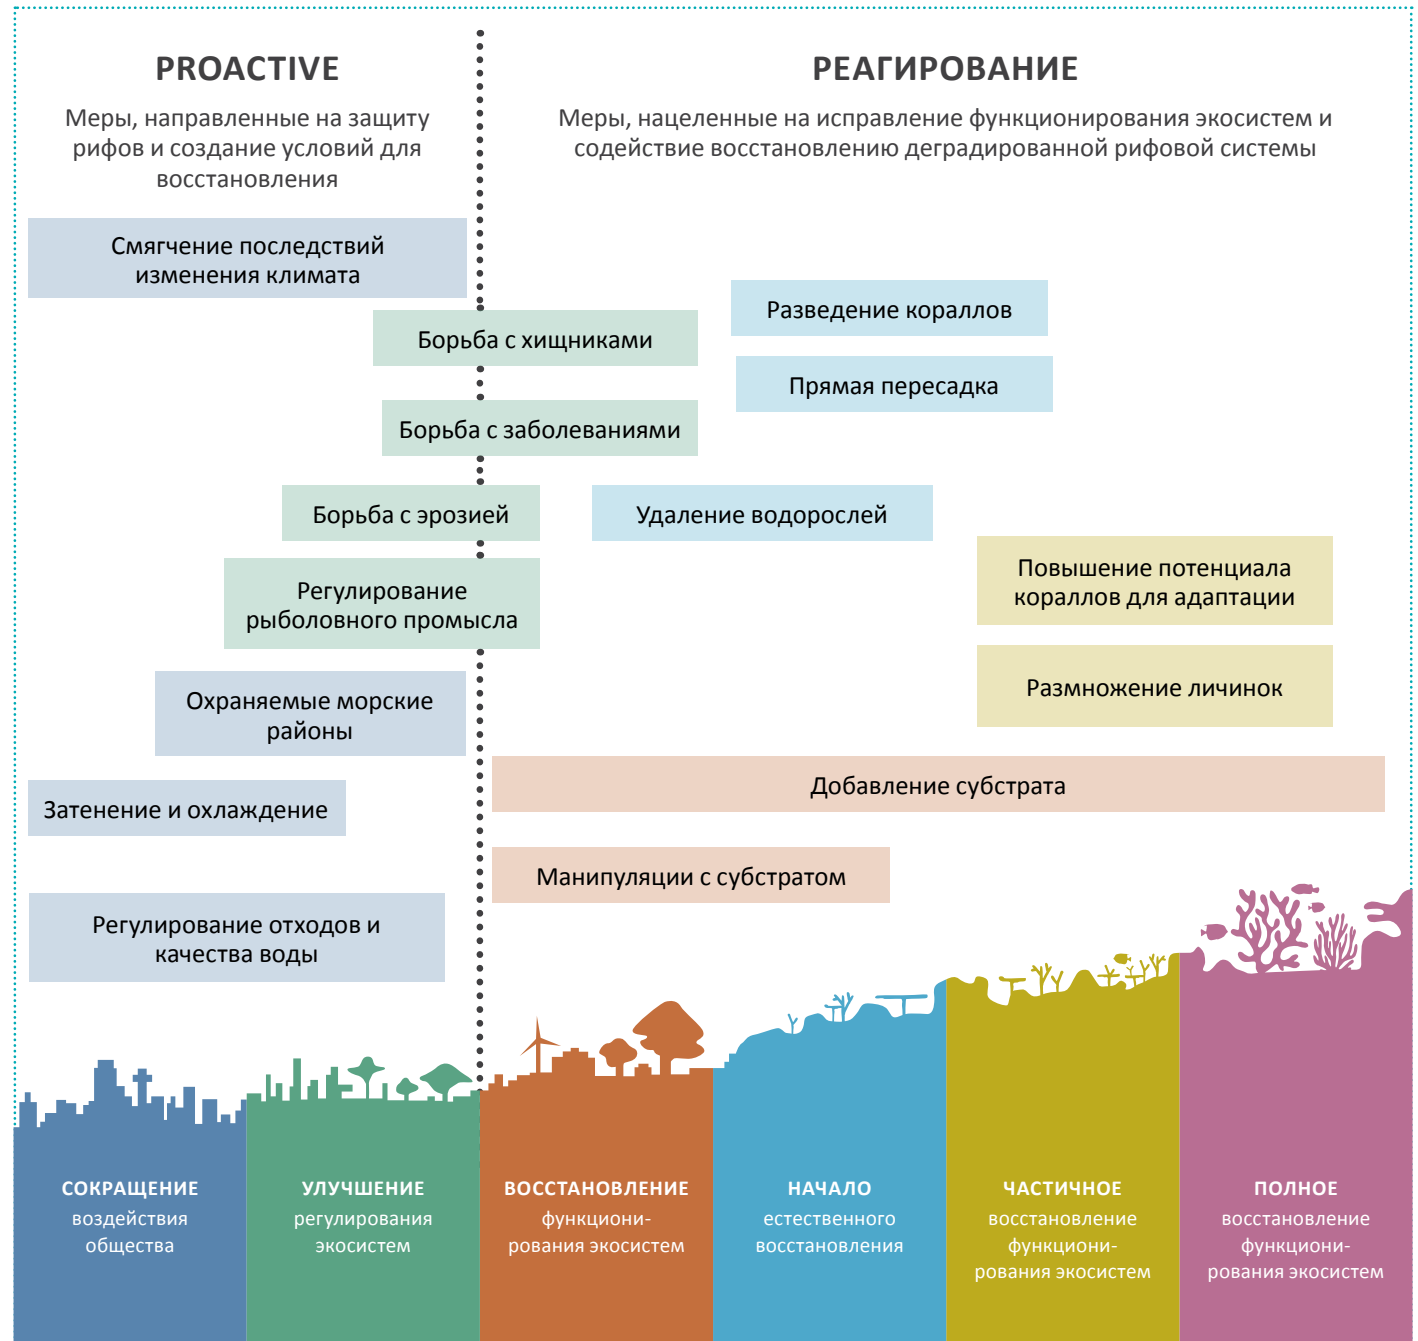 PROACTIVE
Меры, направленные на защиту
рифов и создание условий для
восстановления
РЕАГИРОВАНИЕ
Меры, нацеленные на исправление функционирования экосистем и
содействие восстановлению деградированной рифовой системы
Смягчение последствий
изменения климата
Разведение кораллов
Борьба с хищниками
Прямая пересадка
Борьба с заболеваниями
Борьба с эрозией
Удаление водорослей
Повышение потенциала
кораллов для адаптации
Регулирование
рыболовного промысла
Размножение личинок
Охраняемые морские
районы
Добавление субстрата
Затенение и охлаждение
Манипуляции с субстратом
Регулирование отходов и
качества воды
СОКРАЩЕНИЕ
воздействия
общества
УЛУЧШЕНИЕ
регулирования
экосистем
ВОССТАНОВЛЕНИЕ
функциони-
рования экосистем
НАЧАЛО
естественного
восстановления
ЧАСТИЧНОЕ
восстановление
функциони-
рования экосистем
ПОЛНОЕ
восстановление
функциони-
рования экосистем